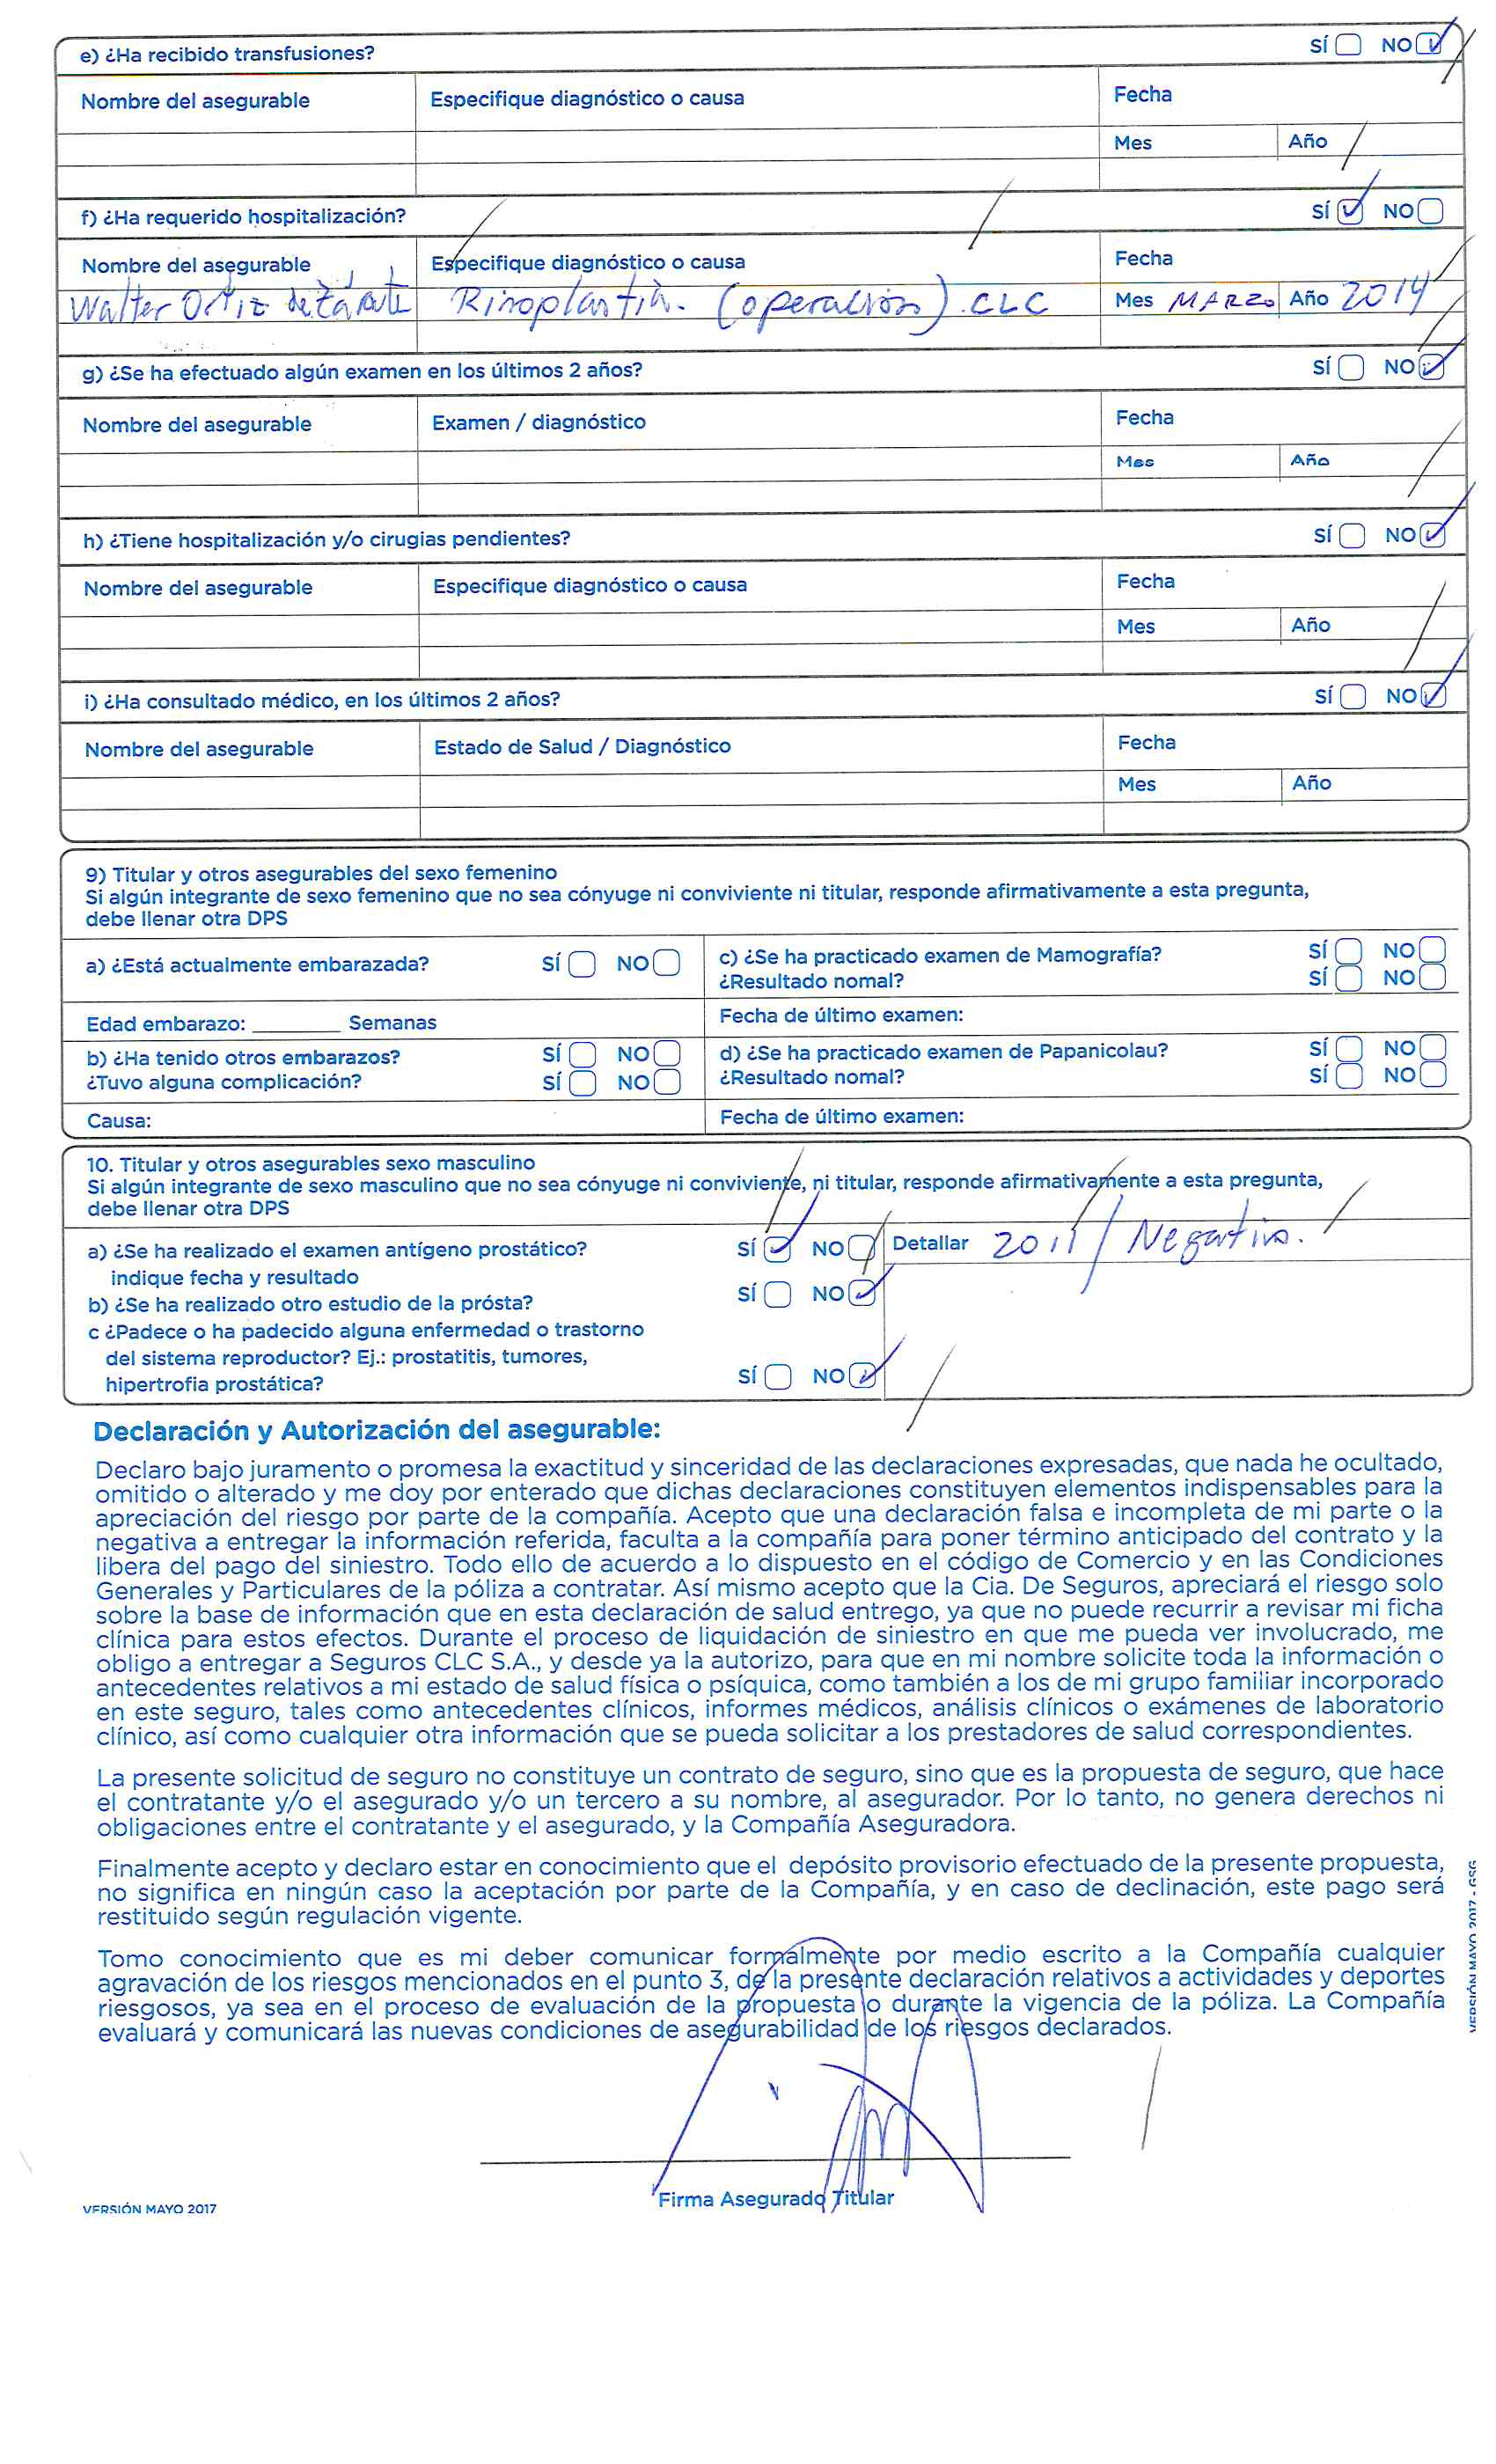 e) ¿Ha recibido transfusiones? SÍ NO
Nombre del asegurable Especifique diagnóstico o causa Fecha
Mes Año
f) ¿Ha requerido hospitalización? SÍ NO
Nombre del asegurable Especifique diagnóstico o causa Fecha
Walter Ortiz de Zárate Rinoplastia. (operación) CLC Mes MARZO Año 2014
g) ¿Se ha efectuado algún examen en los últimos 2 años? SÍ NO
Nombre del asegurable Examen / diagnóstico Fecha
Mes Año
h) ¿Tiene hospitalización y/o cirugias pendientes? SÍ NO
Nombre del asegurable Especifique diagnóstico o causa Fecha
Mes Año
i) ¿Ha consultado médico, en los últimos 2 años? SÍ NO
Nombre del asegurable Estado de Salud / Diagnóstico Fecha
Mes Año
9) Titular y otros asegurables del sexo femenino
Si algún integrante de sexo femenino que no sea cónyuge ni conviviente ni titular, responde afirmativamente a esta pregunta,
debe llenar otra DPS
a) ¿Está actualmente embarazada? SÍ NO
c) ¿Se ha practicado examen de Mamografía? SÍ NO
¿Resultado nomal? SÍ NO
Edad embarazo: ________ Semanas
Fecha de último examen:
b) ¿Ha tenido otros embarazos? SÍ NO
¿Tuvo alguna complicación? SÍ NO
d) ¿Se ha practicado examen de Papanicolau? SÍ NO
¿Resultado nomal? SÍ NO
Causa:
Fecha de último examen:
10. Titular y otros asegurables sexo masculino
Si algún integrante de sexo masculino que no sea cónyuge ni conviviente, ni titular, responde afirmativamente a esta pregunta,
debe llenar otra DPS
a) ¿Se ha realizado el examen antígeno prostático? SÍ NO Detallar 2011 / Negativo.
indique fecha y resultado
b) ¿Se ha realizado otro estudio de la prósta? SÍ NO
c ¿Padece o ha padecido alguna enfermedad o trastorno
del sistema reproductor? Ej.: prostatitis, tumores,
hipertrofia prostática? SÍ NO
Declaración y Autorización del asegurable:
Declaro bajo juramento o promesa la exactitud y sinceridad de las declaraciones expresadas, que nada he ocultado,
omitido o alterado y me doy por enterado que dichas declaraciones constituyen elementos indispensables para la
apreciación del riesgo por parte de la compañía. Acepto que una declaración falsa e incompleta de mi parte o la
negativa a entregar la información referida, faculta a la compañía para poner término anticipado del contrato y la
libera del pago del siniestro. Todo ello de acuerdo a lo dispuesto en el código de Comercio y en las Condiciones
Generales y Particulares de la póliza a contratar. Así mismo acepto que la Cia. De Seguros, apreciará el riesgo solo
sobre la base de información que en esta declaración de salud entrego, ya que no puede recurrir a revisar mi ficha
clínica para estos efectos. Durante el proceso de liquidación de siniestro en que me pueda ver involucrado, me
obligo a entregar a Seguros CLC S.A., y desde ya la autorizo, para que en mi nombre solicite toda la información o
antecedentes relativos a mi estado de salud física o psíquica, como también a los de mi grupo familiar incorporado
en este seguro, tales como antecedentes clínicos, informes médicos, análisis clínicos o exámenes de laboratorio
clínico, así como cualquier otra información que se pueda solicitar a los prestadores de salud correspondientes.
La presente solicitud de seguro no constituye un contrato de seguro, sino que es la propuesta de seguro, que hace
el contratante y/o el asegurado y/o un tercero a su nombre, al asegurador. Por lo tanto, no genera derechos ni
obligaciones entre el contratante y el asegurado, y la Compañía Aseguradora.
Finalmente acepto y declaro estar en conocimiento que el depósito provisorio efectuado de la presente propuesta,
no significa en ningún caso la aceptación por parte de la Compañía, y en caso de declinación, este pago será
restituido según regulación vigente.
Tomo conocimiento que es mi deber comunicar formalmente por medio escrito a la Compañía cualquier
agravación de los riesgos mencionados en el punto 3, de la presente declaración relativos a actividades y deportes
riesgosos, ya sea en el proceso de evaluación de la propuesta o durante la vigencia de la póliza. La Compañía
evaluará y comunicará las nuevas condiciones de asegurabilidad de los riesgos declarados.
Firma Asegurado Titular
VERSIÓN MAYO 2017
VERSIÓN MAYO 2017 - GSG